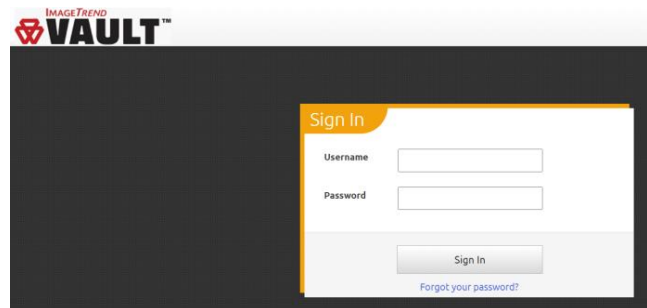 IMAGETREND
VAULT™
Sign In
Username
Password
Sign In
Forgot your password?